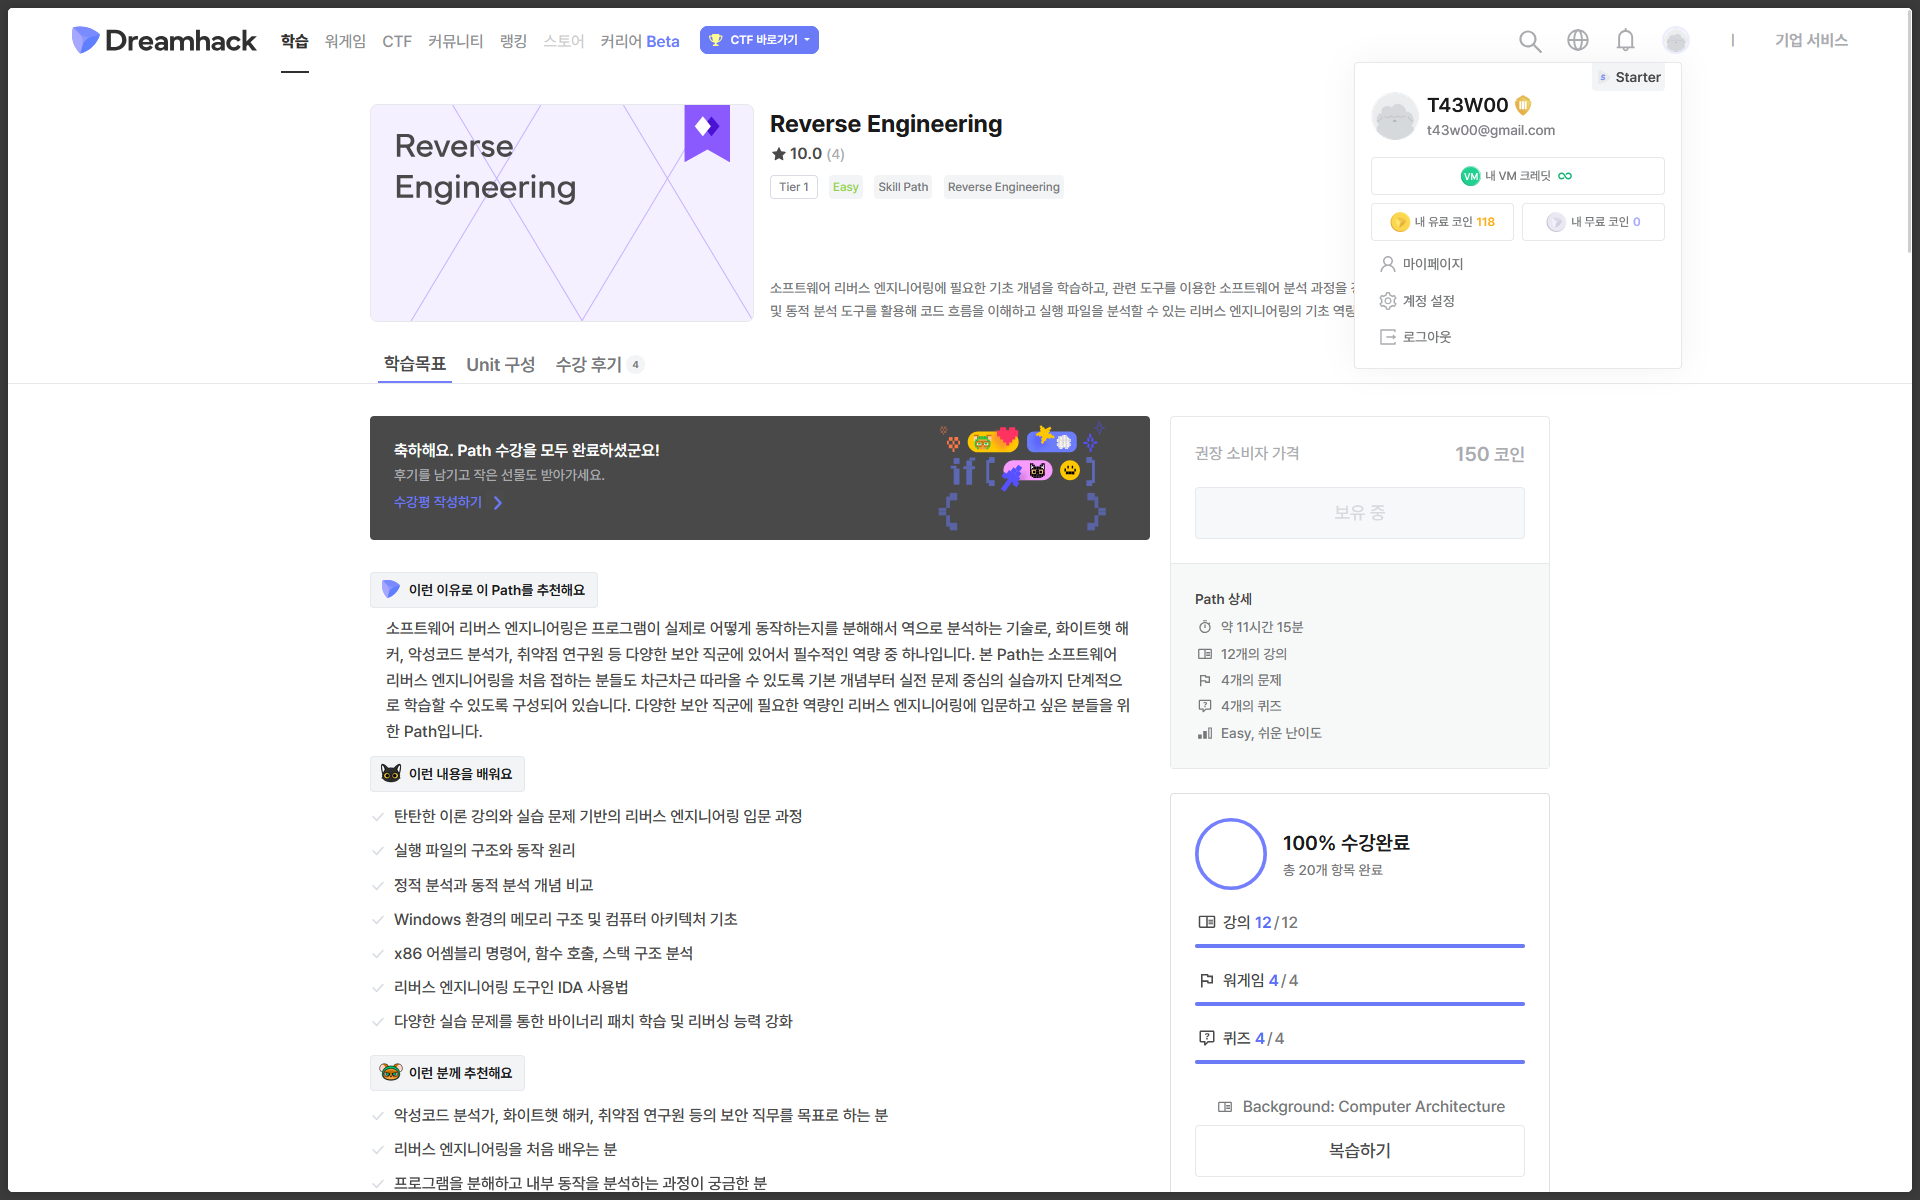 Dreamhack
학습
워게임
CTF
커뮤니티
랭킹
스토어
커리어 Beta
CTF 바로가기
기업 서비스
Starter
T43W00
t43w00@gmail.com
VM 내 VM 크레딧 ∞
내 유료 코인 118
내 무료 코인 0
마이페이지
계정 설정
로그아웃
Reverse
Engineering
Reverse Engineering
10.0 (4)
Tier 1
Easy
Skill Path
Reverse Engineering
소프트웨어 리버스 엔지니어링에 필요한 기초 개념을 학습하고, 관련 도구를 이용한 소프트웨어 분석 과정을
및 동적 분석 도구를 활용해 코드 흐름을 이해하고 실행 파일을 분석할 수 있는 리버스 엔지니어링의 기초 역량
학습목표
Unit 구성
수강 후기 4
축하해요. Path 수강을 모두 완료하셨군요!
후기를 남기고 작은 선물도 받아가세요.
수강평 작성하기
if [ ]
{ }
이런 이유로 이 Path를 추천해요
소프트웨어 리버스 엔지니어링은 프로그램이 실제로 어떻게 동작하는지를 분해해서 역으로 분석하는 기술로, 화이트햇 해
커, 악성코드 분석가, 취약점 연구원 등 다양한 보안 직군에 있어서 필수적인 역량 중 하나입니다. 본 Path는 소프트웨어
리버스 엔지니어링을 처음 접하는 분들도 차근차근 따라올 수 있도록 기본 개념부터 실전 문제 중심의 실습까지 단계적으
로 학습할 수 있도록 구성되어 있습니다. 다양한 보안 직군에 필요한 역량인 리버스 엔지니어링에 입문하고 싶은 분들을 위
한 Path입니다.
이런 내용을 배워요
탄탄한 이론 강의와 실습 문제 기반의 리버스 엔지니어링 입문 과정
실행 파일의 구조와 동작 원리
정적 분석과 동적 분석 개념 비교
Windows 환경의 메모리 구조 및 컴퓨터 아키텍처 기초
x86 어셈블리 명령어, 함수 호출, 스택 구조 분석
리버스 엔지니어링 도구인 IDA 사용법
다양한 실습 문제를 통한 바이너리 패치 학습 및 리버싱 능력 강화
이런 분께 추천해요
악성코드 분석가, 화이트햇 해커, 취약점 연구원 등의 보안 직무를 목표로 하는 분
리버스 엔지니어링을 처음 배우는 분
프로그램을 분해하고 내부 동작을 분석하는 과정이 궁금한 분
권장 소비자 가격
150 코인
보유 중
Path 상세
약 11시간 15분
12개의 강의
4개의 문제
4개의 퀴즈
Easy, 쉬운 난이도
100% 수강완료
총 20개 항목 완료
강의 12/12
워게임 4/4
퀴즈 4/4
Background: Computer Architecture
복습하기